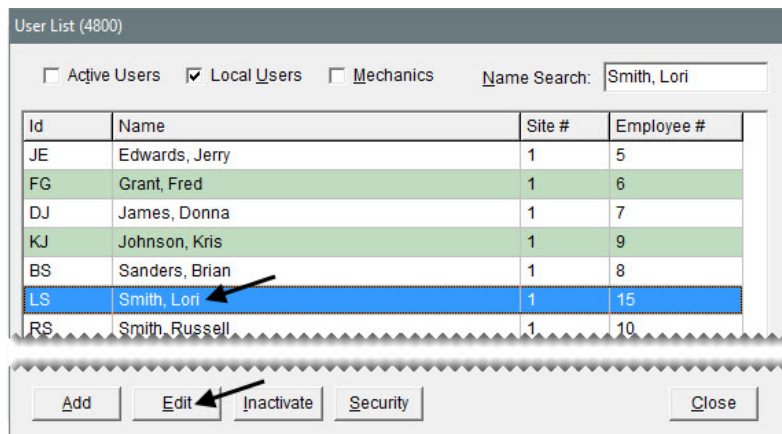 User List (4800)
Active Users Local Users Mechanics Name Search: Smith, Lori
Id Name Site # Employee #
JE Edwards, Jerry 1 5
FG Grant, Fred 1 6
DJ James, Donna 1 7
KJ Johnson, Kris 1 9
BS Sanders, Brian 1 8
LS Smith, Lori 1 15
RS Smith, Russell 1 10
Add Edit Inactivate Security Close